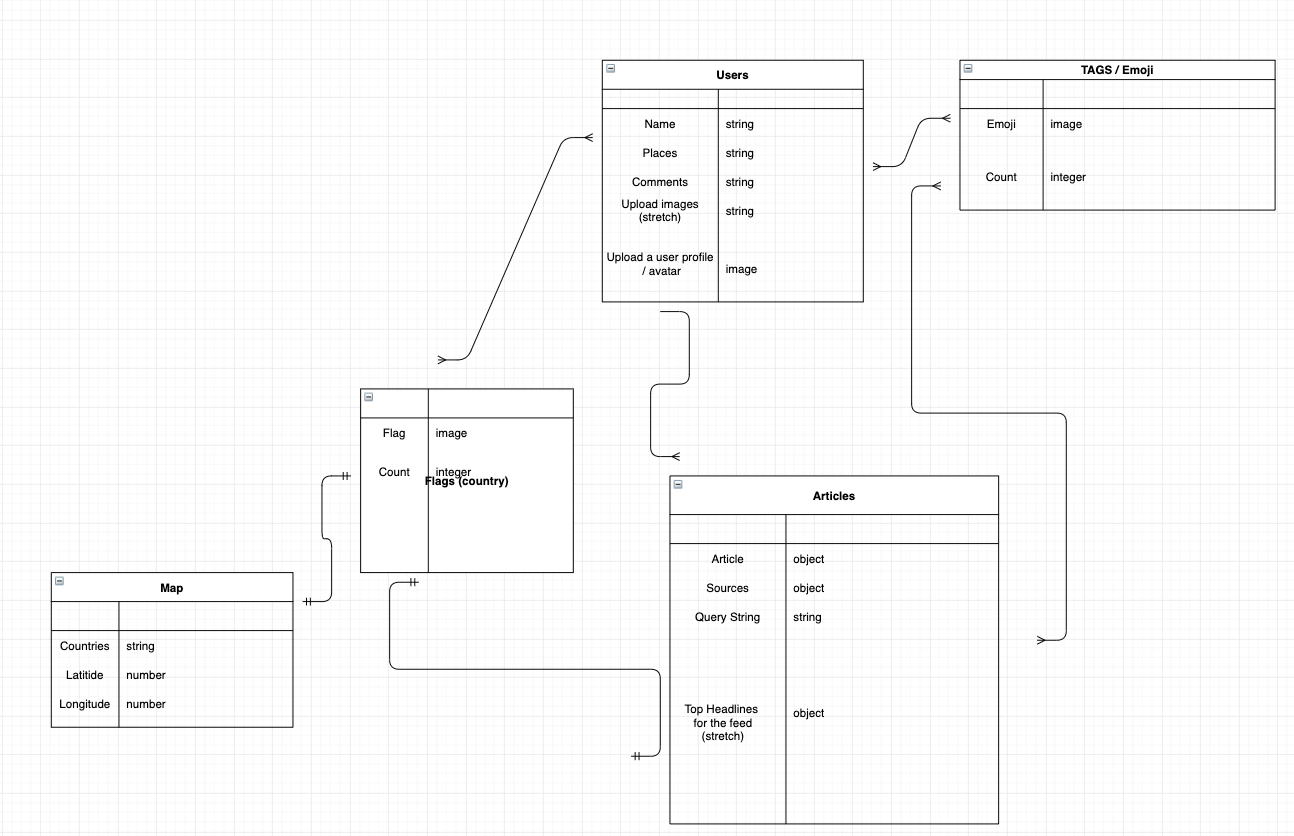 Users
Name string
Places string
Comments string
Upload images
(stretch)
string
Upload a user profile
/ avatar
image
TAGS / Emoji
Emoji image
Count integer
Flag image
Count integer
Flags (country)
Map
Countries string
Latitide number
Longitude number
Articles
Article object
Sources object
Query String string
Top Headlines
for the feed
(stretch)
object